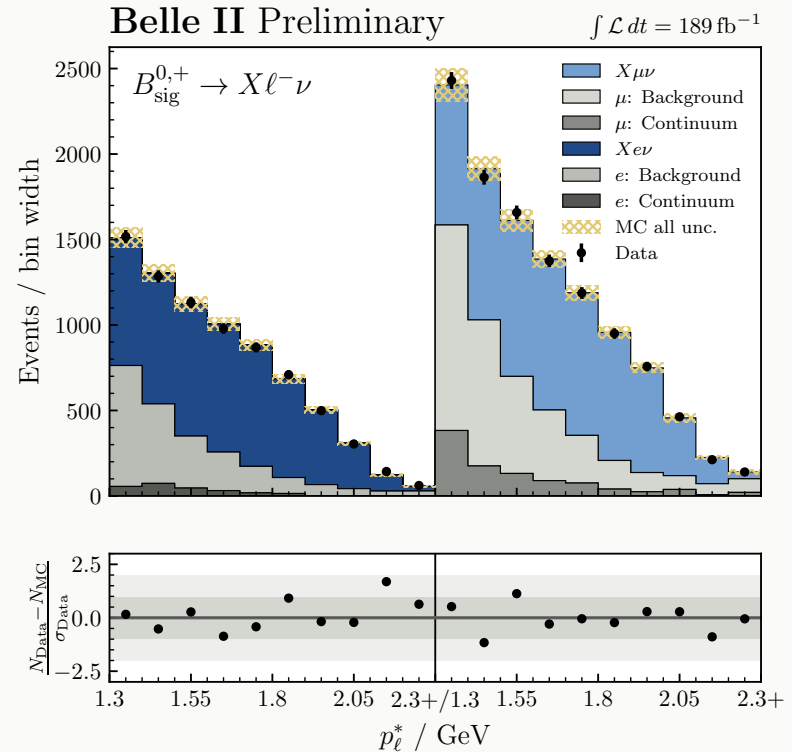 Belle II Preliminary
∫ 𝓛 dt = 189 fb⁻¹
B_sig^{0,+} → Xℓ⁻ν
Xμν
μ: Background
μ: Continuum
Xeν
e: Background
e: Continuum
MC all unc.
Data
Events / bin width
2500
2000
1500
1000
500
0
(N_Data − N_MC) / σ_Data
2.5
0.0
−2.5
1.3 1.55 1.8 2.05 2.3+/1.3 1.55 1.8 2.05 2.3+
p*_ℓ / GeV